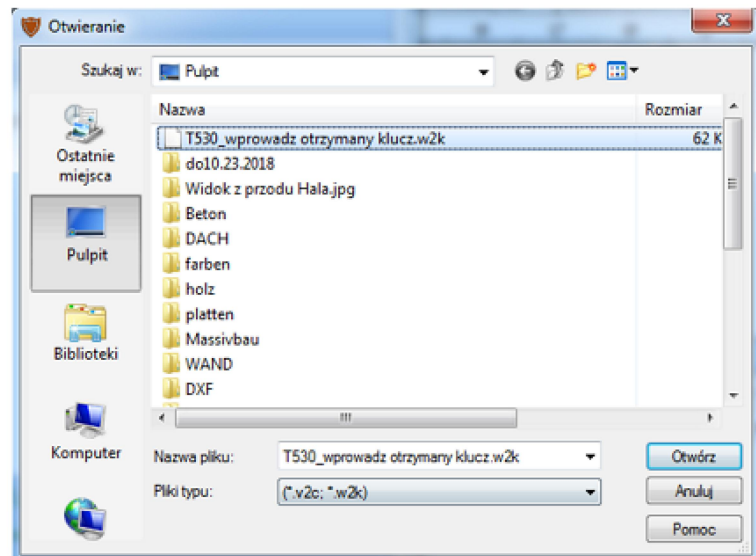 Otwieranie
Szukaj w:
Pulpit
Nazwa
Rozmiar
T530_wprowadz otrzymany klucz.w2k
62 K
do10.23.2018
Widok z przodu Hala.jpg
Beton
DACH
farben
holz
platten
Massivbau
WAND
DXF
Ostatnie
miejsca
Pulpit
Biblioteki
Komputer
Nazwa pliku:
T530_wprowadz otrzymany klucz.w2k
Otwórz
Pliki typu:
(*.v2c; *.w2k)
Anuluj
Pomoc